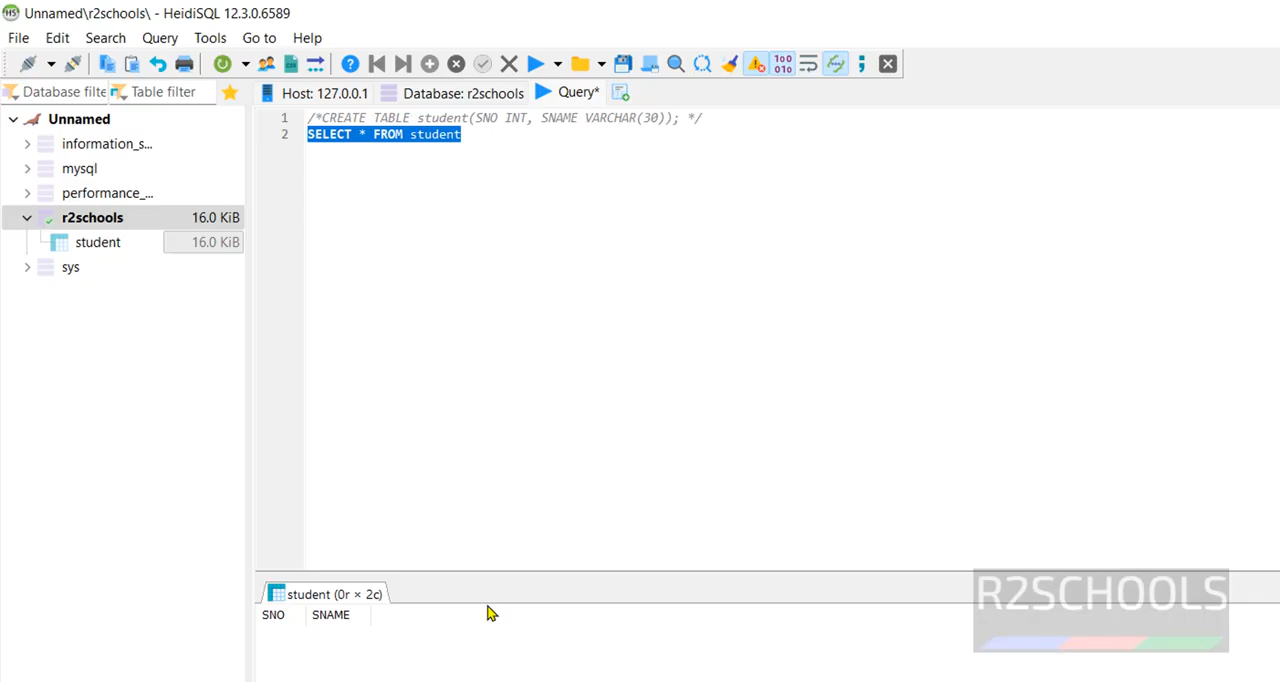 Unnamed\r2schools\ - HeidiSQL 12.3.0.6589
File Edit Search Query Tools Go to Help
Database filte Table filter Host: 127.0.0.1 Database: r2schools Query*
Unnamed
information_s...
mysql
performance_...
r2schools 16.0 KiB
student 16.0 KiB
sys
1 /*CREATE TABLE student(SNO INT, SNAME VARCHAR(30)); */
2 SELECT * FROM student
student (0r × 2c)
SNO SNAME
R2SCHOOLS